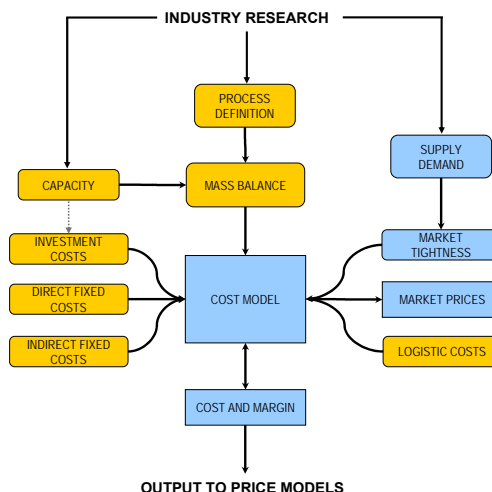 INDUSTRY RESEARCH
PROCESS
DEFINITION
SUPPLY
DEMAND
CAPACITY
MASS BALANCE
INVESTMENT
COSTS
MARKET
TIGHTNESS
DIRECT FIXED
COSTS
COST MODEL
MARKET PRICES
INDIRECT FIXED
COSTS
LOGISTIC COSTS
COST AND MARGIN
OUTPUT TO PRICE MODELS